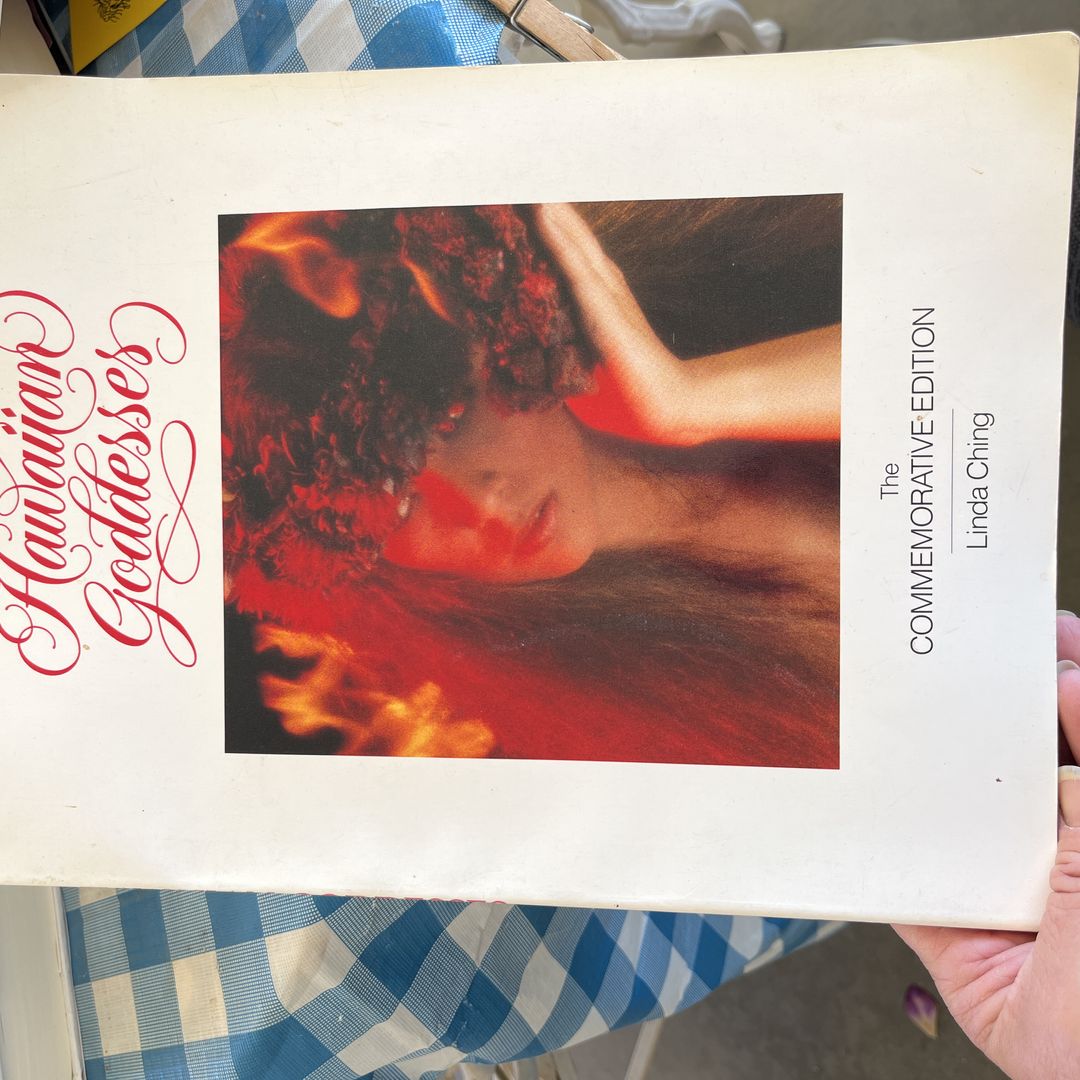 Hawaiian
Goddesses
The
COMMEMORATIVE EDITION
Linda Ching